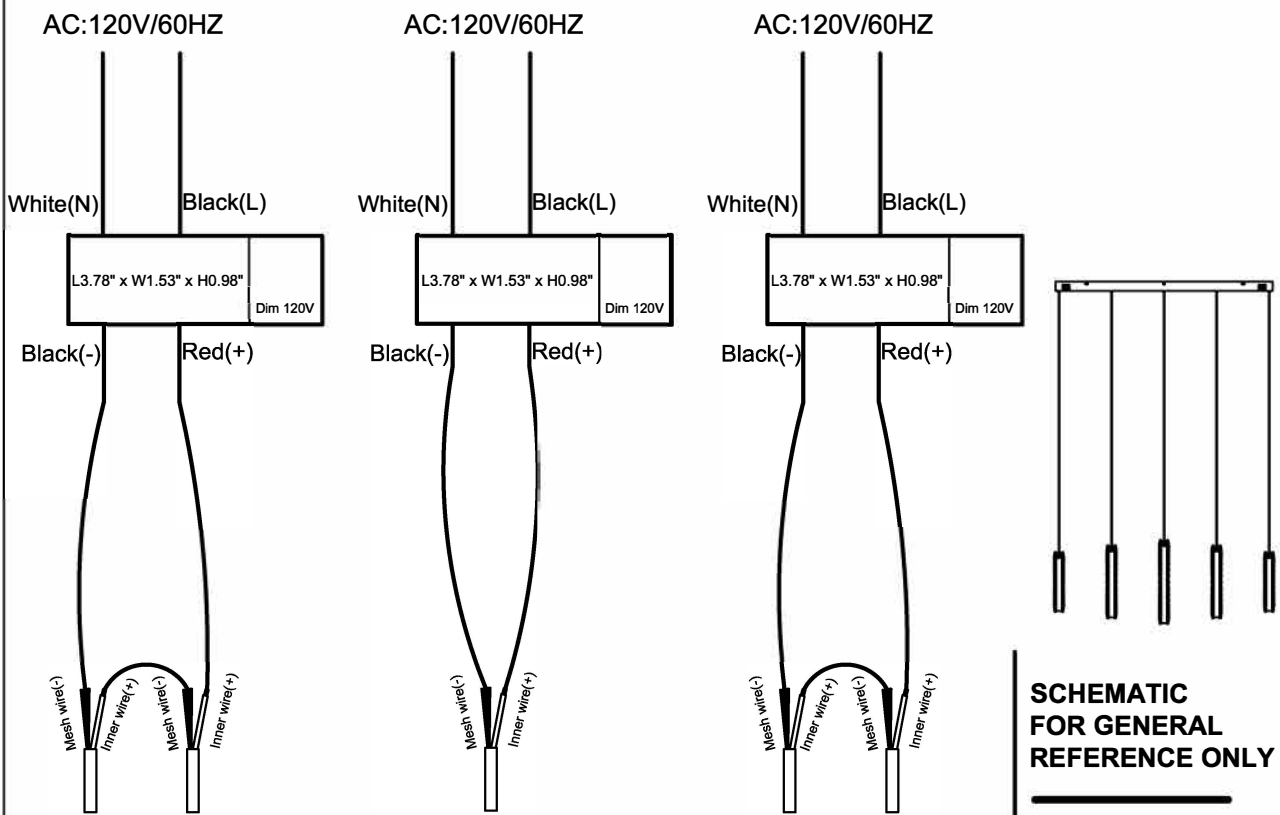 AC:120V/60HZ
AC:120V/60HZ
AC:120V/60HZ
White(N)
Black(L)
White(N)
Black(L)
White(N)
Black(L)
L3.78" x W1.53" x H0.98"
Dim 120V
L3.78" x W1.53" x H0.98"
Dim 120V
L3.78" x W1.53" x H0.98"
Dim 120V
Black(-)
Red(+)
Black(-)
Red(+)
Black(-)
Red(+)
Mesh wire(-)
Inner wire(+)
Mesh wire(-)
Inner wire(+)
Mesh wire(-)
Inner wire(+)
Mesh wire(-)
Inner wire(+)
Mesh wire(-)
Inner wire(+)
SCHEMATIC
FOR GENERAL
REFERENCE ONLY